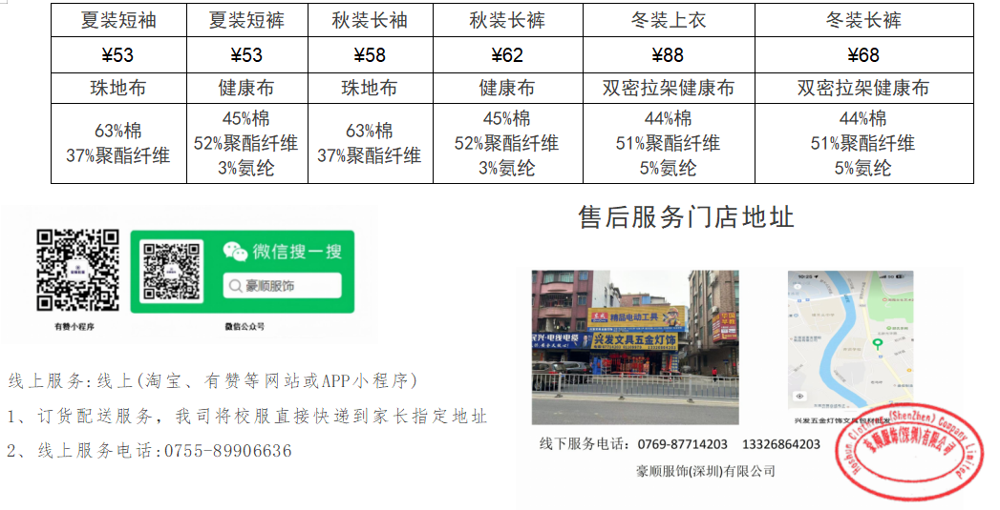 夏装短袖 夏装短裤 秋装长袖 秋装长裤 冬装上衣 冬装长裤
¥53 ¥53 ¥58 ¥62 ¥88 ¥68
珠地布 健康布 珠地布 健康布 双密拉架健康布 双密拉架健康布
63%棉 45%棉 63%棉 45%棉 44%棉 44%棉
37%聚酯纤维 52%聚酯纤维 37%聚酯纤维 52%聚酯纤维 51%聚酯纤维 51%聚酯纤维
3%氨纶 3%氨纶 5%氨纶 5%氨纶
售后服务门店地址
微信搜一搜
豪顺服饰
有赞小程序
微信公众号
精品电动工具
兴发文具五金灯饰
10:25
5G
线上服务:线上(淘宝、有赞等网站或APP小程序)
1、订货配送服务，我司将校服直接快递到家长指定地址
2、线上服务电话:0755-89906636
兴发五金灯饰文具包材批发
线下服务电话：0769-87714203 13326864203
豪顺服饰(深圳)有限公司
Hoshun Clothing (ShenZhen) Company Limited
豪顺服饰(深圳)有限公司